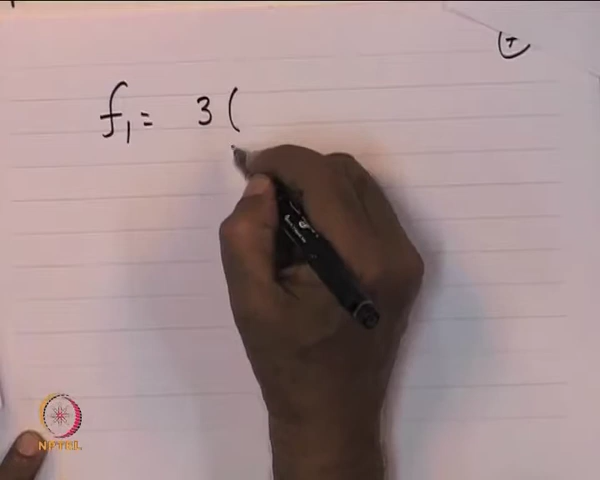 f₁ = 3 (
NPTEL